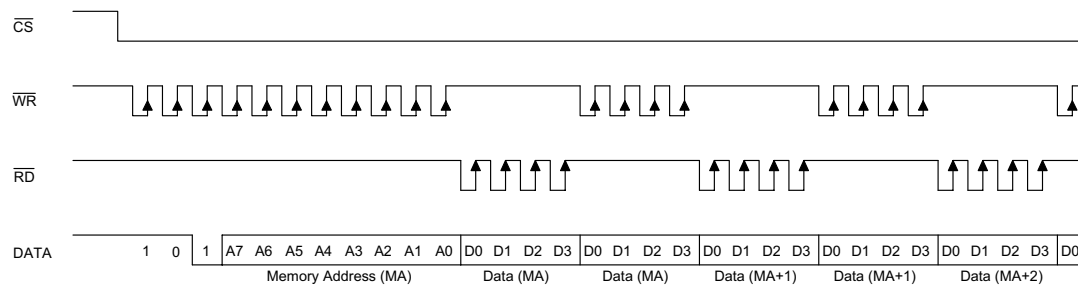 CS
WR
RD
DATA 1 0 1 A7 A6 A5 A4 A3 A2 A1 A0 D0 D1 D2 D3 D0 D1 D2 D3 D0 D1 D2 D3 D0 D1 D2 D3 D0 D1 D2 D3 D0
Memory Address (MA) Data (MA) Data (MA) Data (MA+1) Data (MA+1) Data (MA+2)